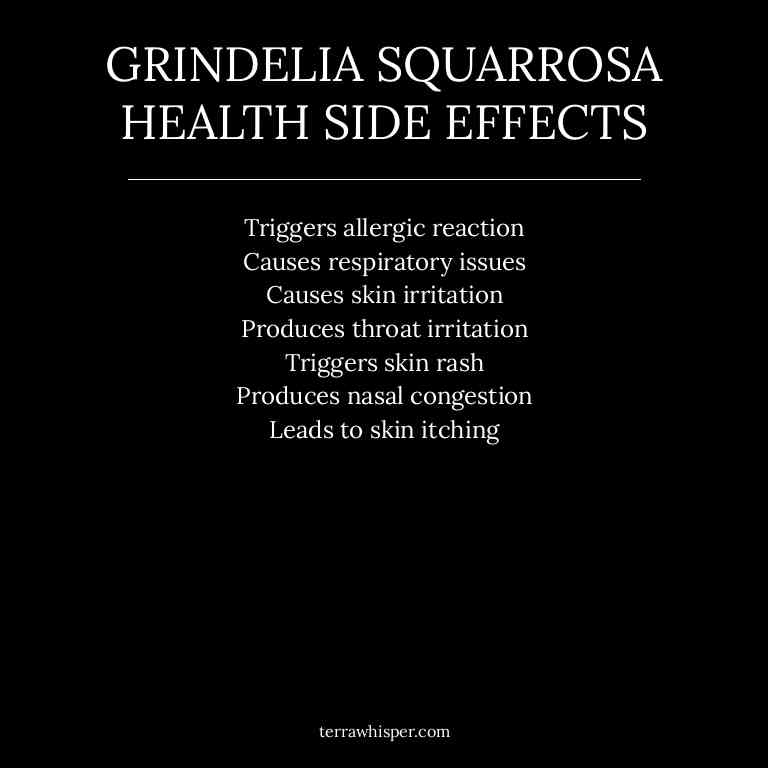 GRINDELIA SQUARROSA
HEALTH SIDE EFFECTS
Triggers allergic reaction
Causes respiratory issues
Causes skin irritation
Produces throat irritation
Triggers skin rash
Produces nasal congestion
Leads to skin itching
terrawhisper.com